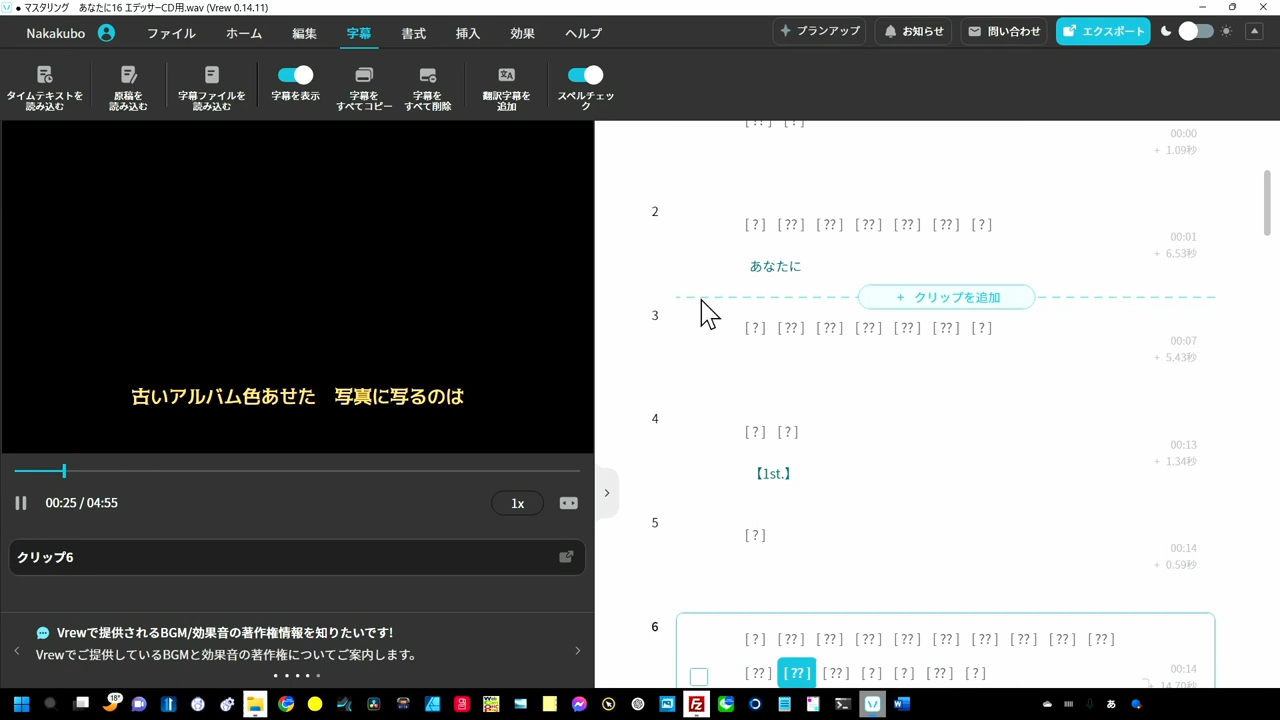 ● マスタリング　あなたに16 エデッサーCD用.wav (Vrew 0.14.11)
Nakakubo ファイル ホーム 編集 字幕 書式 挿入 効果 ヘルプ プランアップ お知らせ 問い合わせ エクスポート
タイムテキストを
読み込む
原稿を
読み込む
字幕ファイルを
読み込む
字幕を表示
字幕を
すべてコピー
字幕を
すべて削除
翻訳字幕を
追加
スペルチェッ
ク
古いアルバム色あせた　写真に写るのは
00:25 / 04:55 1x
クリップ6
Vrewで提供されるBGM/効果音の著作権情報を知りたいです!
Vrewでご提供しているBGMと効果音の著作権についてご案内します。
[??] [?]
00:00
+ 1.09秒
2
[?] [??] [??] [??] [??] [??] [?]
00:01
+ 6.53秒
あなたに
+ クリップを追加
3
[?] [??] [??] [??] [??] [??] [?]
00:07
+ 5.43秒
4
[?] [?]
00:13
+ 1.34秒
【1st.】
5
[?]
00:14
+ 0.59秒
6
[?] [??] [??] [??] [??] [??] [??] [??] [??] [??]
[??] [??] [??] [?] [?] [??] [?]
00:14
+ 14.70秒
18°
あ